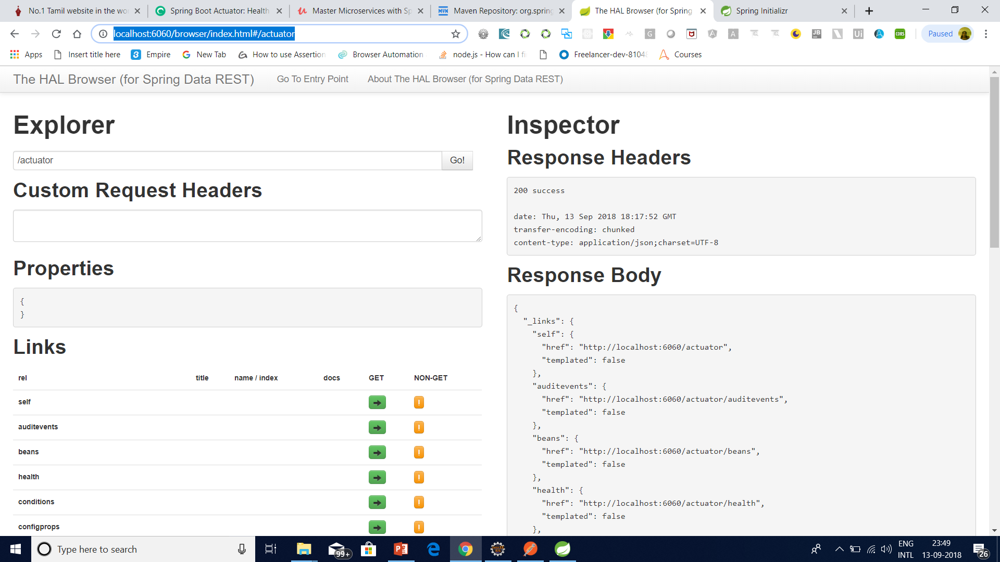 No.1 Tamil website in the wo
Spring Boot Actuator: Health
Master Microservices with Sp
Maven Repository: org.spring
The HAL Browser (for Spring
Spring Initializr
localhost:6060/browser/index.html#/actuator
Paused
Apps
Insert title here
Empire
New Tab
How to use Assertion
Browser Automation
node.js - How can I fi
Freelancer-dev-81048
Courses
The HAL Browser (for Spring Data REST)
Go To Entry Point
About The HAL Browser (for Spring Data REST)
Explorer
/actuator
Go!
Custom Request Headers
Properties
{
}
Links
rel title name / index docs GET NON-GET
self
auditevents
beans
health
conditions
configprops
Inspector
Response Headers
200 success
date: Thu, 13 Sep 2018 18:17:52 GMT
transfer-encoding: chunked
content-type: application/json;charset=UTF-8
Response Body
{
"_links": {
"self": {
"href": "http://localhost:6060/actuator",
"templated": false
},
"auditevents": {
"href": "http://localhost:6060/actuator/auditevents",
"templated": false
},
"beans": {
"href": "http://localhost:6060/actuator/beans",
"templated": false
},
"health": {
"href": "http://localhost:6060/actuator/health",
"templated": false
},
Type here to search
99+
ENG
INTL
23:49
13-09-2018
26